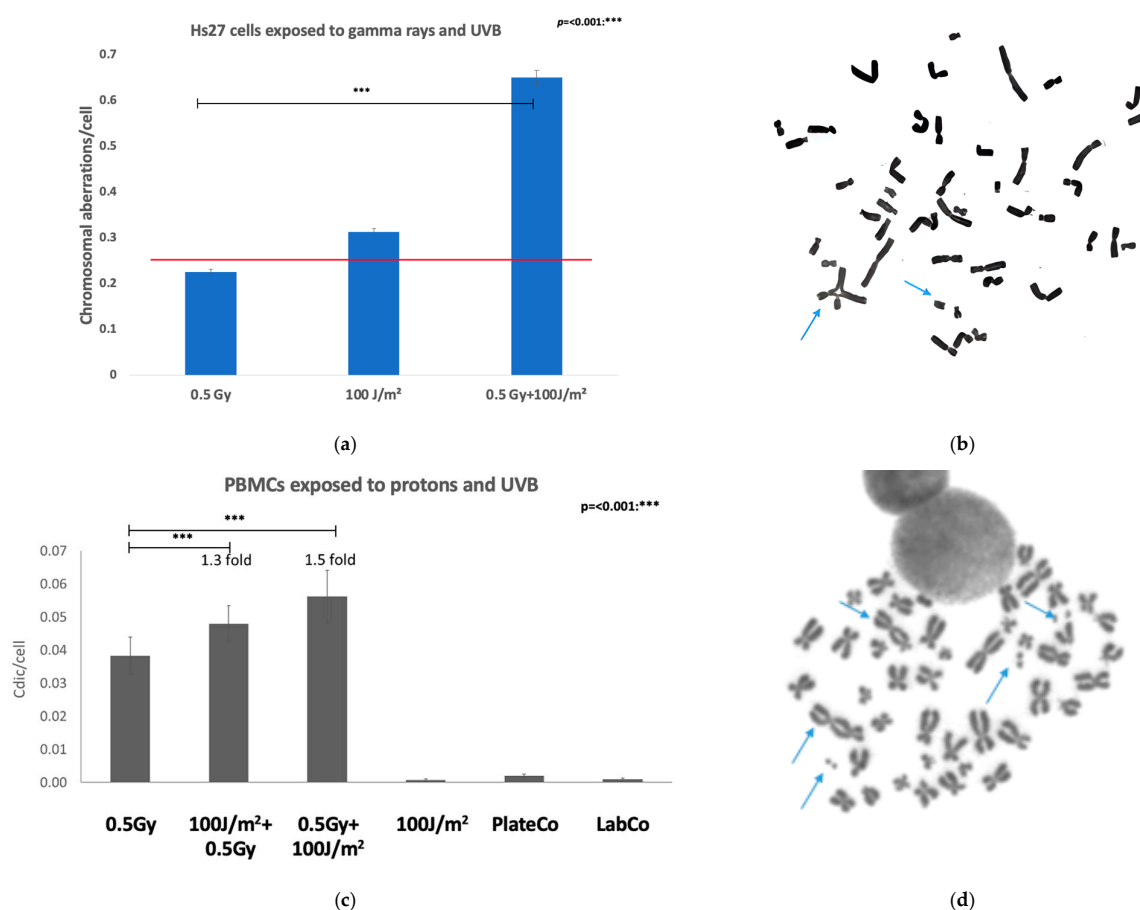 Hs27 cells exposed to gamma rays and UVB
p=<0.001:***
Chromosomal aberrations/cell
0.7
0.6
0.5
0.4
0.3
0.2
0.1
0
***
0.5 Gy
100 J/m²
0.5 Gy+100J/m²
(a)
(b)
PBMCs exposed to protons and UVB
p=<0.001:***
Cdic/cell
0.07
0.06
0.05
0.04
0.03
0.02
0.01
0.00
***
***
1.3 fold
1.5 fold
0.5Gy
100J/m²+
0.5Gy
0.5Gy+
100J/m²
100J/m²
PlateCo
LabCo
(c)
(d)